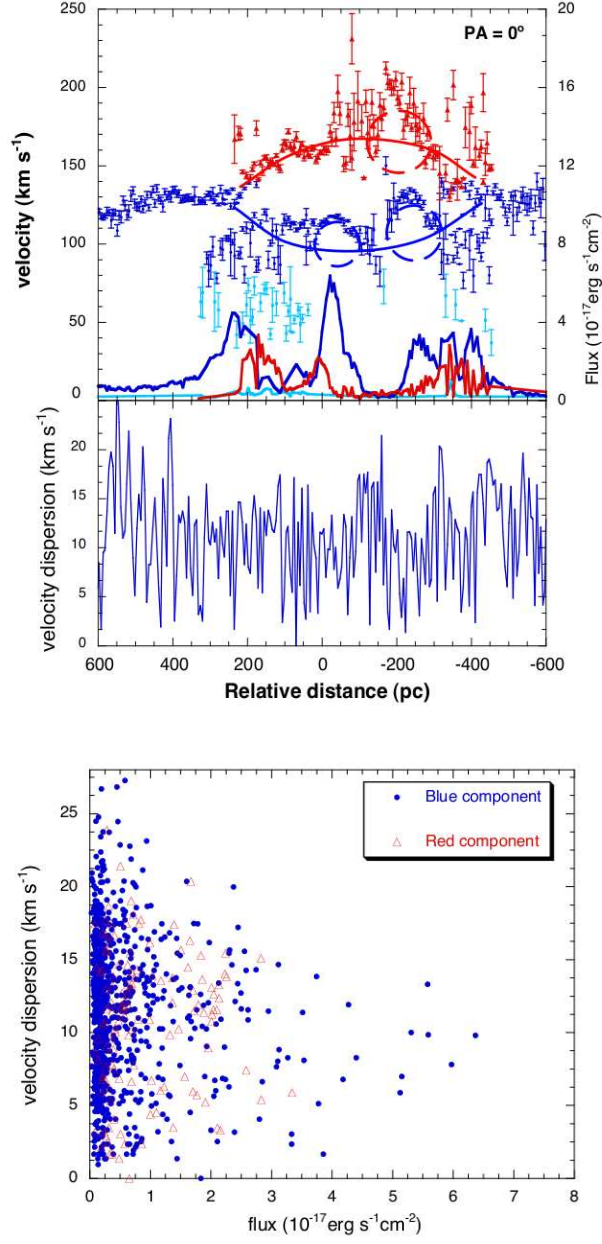 PA = 0º
250
200
150
100
50
0
velocity (km s-1)
20
16
12
8
4
0
Flux (10-17erg s-1cm-2)
20
15
10
5
0
velocity dispersion (km s-1)
600 400 200 0 -200 -400 -600
Relative distance (pc)
25
20
15
10
5
0
velocity dispersion (km s-1)
Blue component
Red component
0 1 2 3 4 5 6 7 8
flux (10-17erg s-1cm-2)